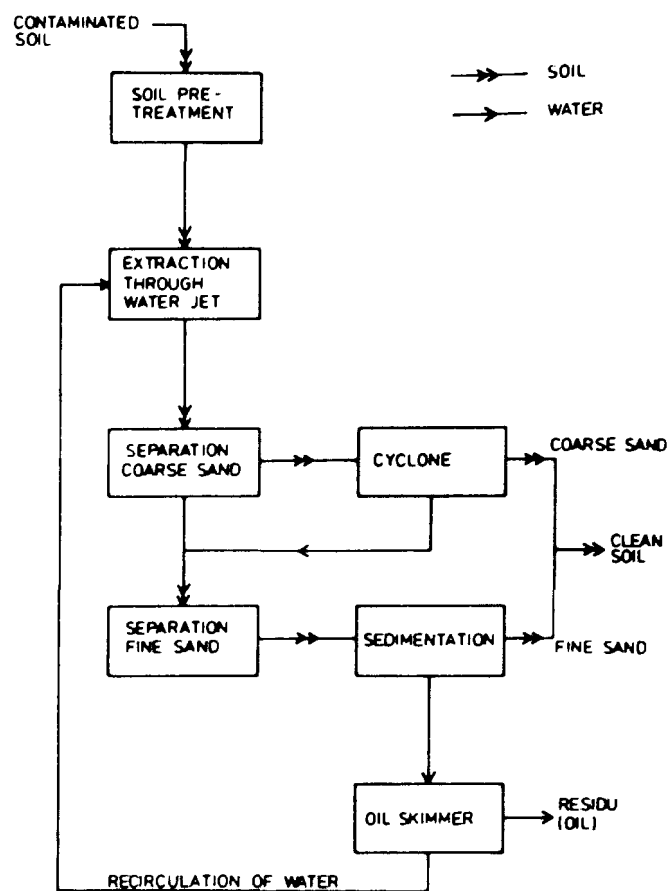 CONTAMINATED
SOIL
SOIL PRE-
TREATMENT
SOIL
WATER
EXTRACTION
THROUGH
WATER JET
SEPARATION
COARSE SAND
CYCLONE
COARSE SAND
CLEAN
SOIL
SEPARATION
FINE SAND
SEDIMENTATION
FINE SAND
OIL SKIMMER
RESIDU
(OIL)
RECIRCULATION OF WATER